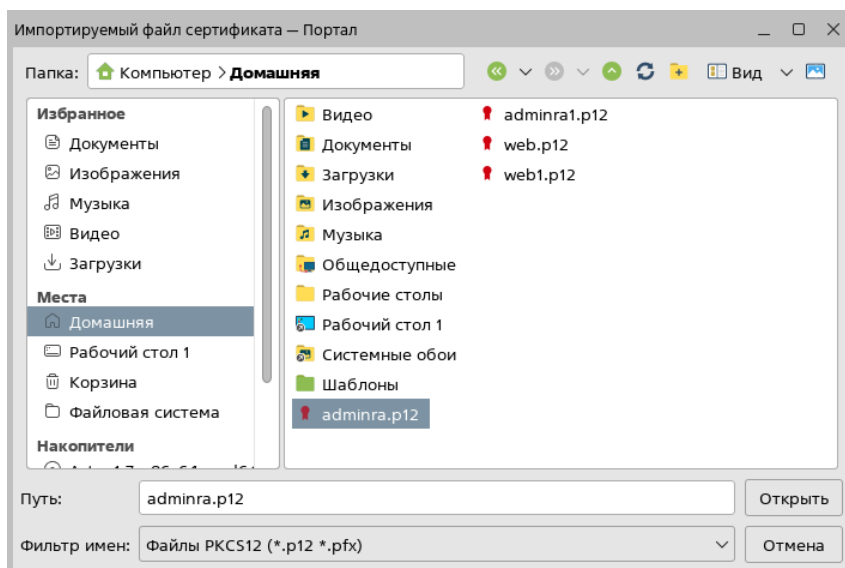 Импортируемый файл сертификата — Портал
Папка:
Компьютер > Домашняя
Вид
Избранное
Документы
Изображения
Музыка
Видео
Загрузки
Места
Домашняя
Рабочий стол 1
Корзина
Файловая система
Накопители
Видео
Документы
Загрузки
Изображения
Музыка
Общедоступные
Рабочие столы
Рабочий стол 1
Системные обои
Шаблоны
adminra.p12
adminra1.p12
web.p12
web1.p12
Путь:
adminra.p12
Открыть
Фильтр имен:
Файлы PKCS12 (*.p12 *.pfx)
Отмена